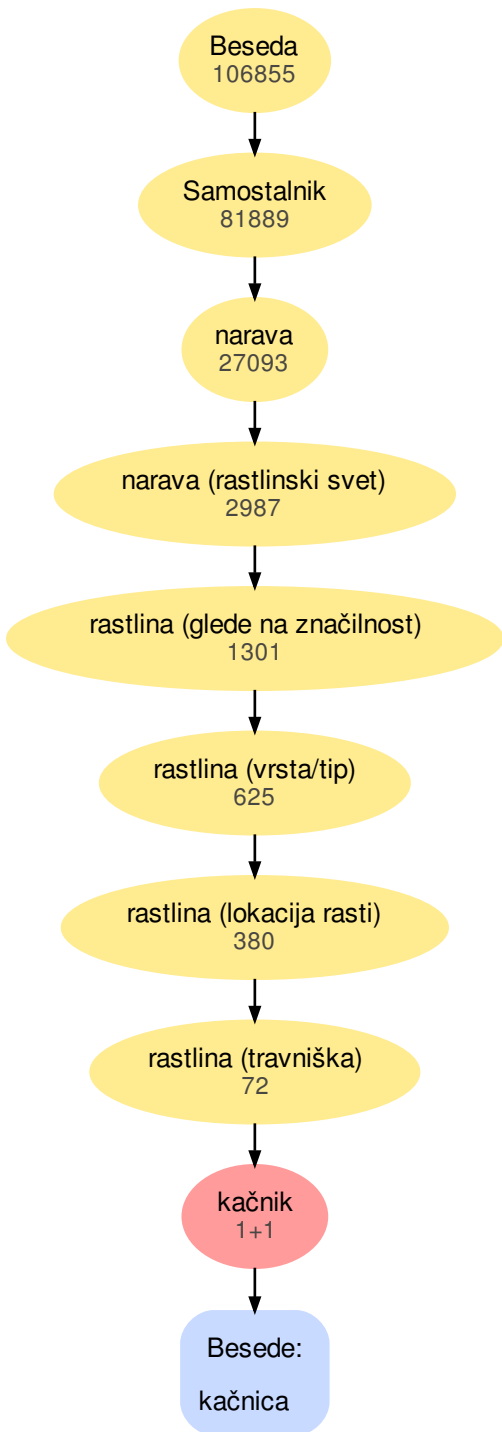 Beseda
106855
Samostalnik
81889
narava
27093
narava (rastlinski svet)
2987
rastlina (glede na značilnost)
1301
rastlina (vrsta/tip)
625
rastlina (lokacija rasti)
380
rastlina (travniška)
72
kačnik
1+1
Besede:
kačnica